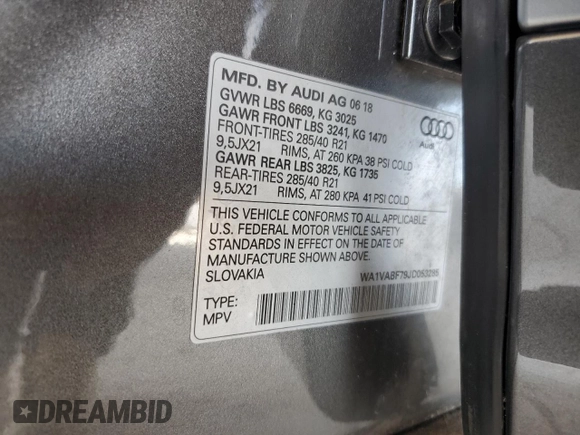 MFD. BY AUDI AG 06 18
GVWR LBS 6669, KG 3025
GAWR FRONT LBS 3241, KG 1470
FRONT-TIRES 285/40 R21
9,5JX21 RIMS, AT 260 KPA 38 PSI COLD
GAWR REAR LBS 3825, KG 1735
REAR-TIRES 285/40 R21
9,5JX21 RIMS, AT 280 KPA 41 PSI COLD
Audi
THIS VEHICLE CONFORMS TO ALL APPLICABLE
U.S. FEDERAL MOTOR VEHICLE SAFETY
STANDARDS IN EFFECT ON THE DATE OF
MANUFACTURE SHOWN ABOVE.
SLOVAKIA
TYPE:
MPV
DREAMBID